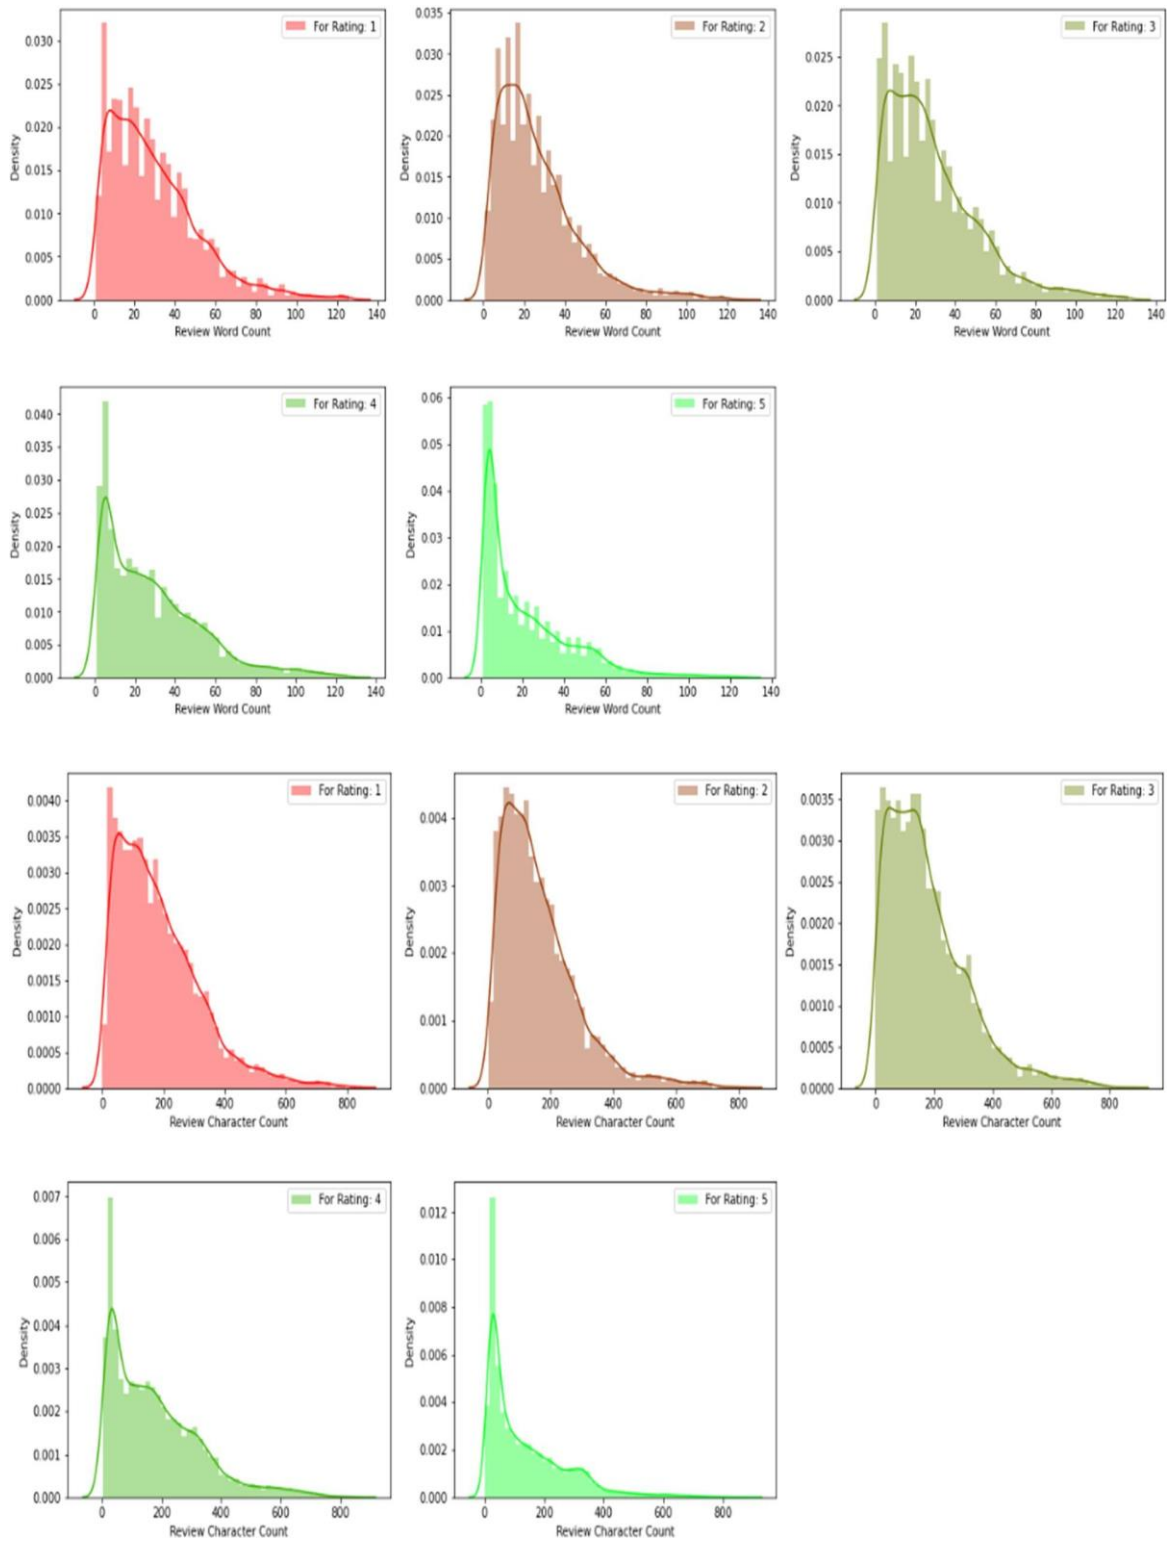 For Rating: 1
0.030
0.025
0.020
0.015
0.010
0.005
0.000
Density
0 20 40 60 80 100 120 140
Review Word Count
For Rating: 2
0.035
0.030
0.025
0.020
0.015
0.010
0.005
0.000
Density
0 20 40 60 80 100 120 140
Review Word Count
For Rating: 3
0.025
0.020
0.015
0.010
0.005
0.000
Density
0 20 40 60 80 100 120 140
Review Word Count
For Rating: 4
0.040
0.035
0.030
0.025
0.020
0.015
0.010
0.005
0.000
Density
0 20 40 60 80 100 120 140
Review Word Count
For Rating: 5
0.06
0.05
0.04
0.03
0.02
0.01
0.00
Density
0 20 40 60 80 100 120 140
Review Word Count
For Rating: 1
0.0040
0.0035
0.0030
0.0025
0.0020
0.0015
0.0010
0.0005
0.0000
Density
0 200 400 600 800
Review Character Count
For Rating: 2
0.004
0.003
0.002
0.001
0.000
Density
0 200 400 600 800
Review Character Count
For Rating: 3
0.0035
0.0030
0.0025
0.0020
0.0015
0.0010
0.0005
0.0000
Density
0 200 400 600 800
Review Character Count
For Rating: 4
0.007
0.006
0.005
0.004
0.003
0.002
0.001
0.000
Density
0 200 400 600 800
Review Character Count
For Rating: 5
0.012
0.010
0.008
0.006
0.004
0.002
0.000
Density
0 200 400 600 800
Review Character Count